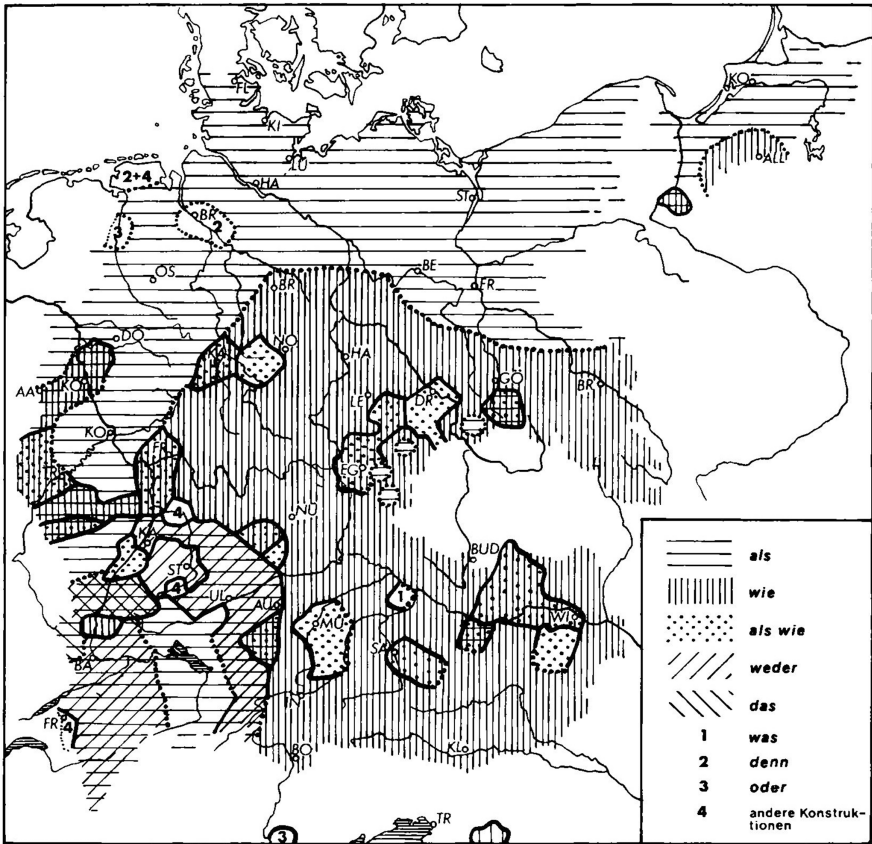 D
KÖ
FL
KI
LÜ
ALL
2+4
HA
ST
BR
2
3
OS
BE
FR
BR
DÖ
NO
KA
HA
GÖ
BR
AA
KÖ
LE
DR
KO
FR
EG
4
NÜ
KA
BUD
ST
4
UL
1
AU
MÜ
WI
SA
BA
IN
FR
4
BO
KL
TR
3
als
wie
als wie
weder
das
1 was
2 denn
3 oder
4 andere Konstruk-
tionen